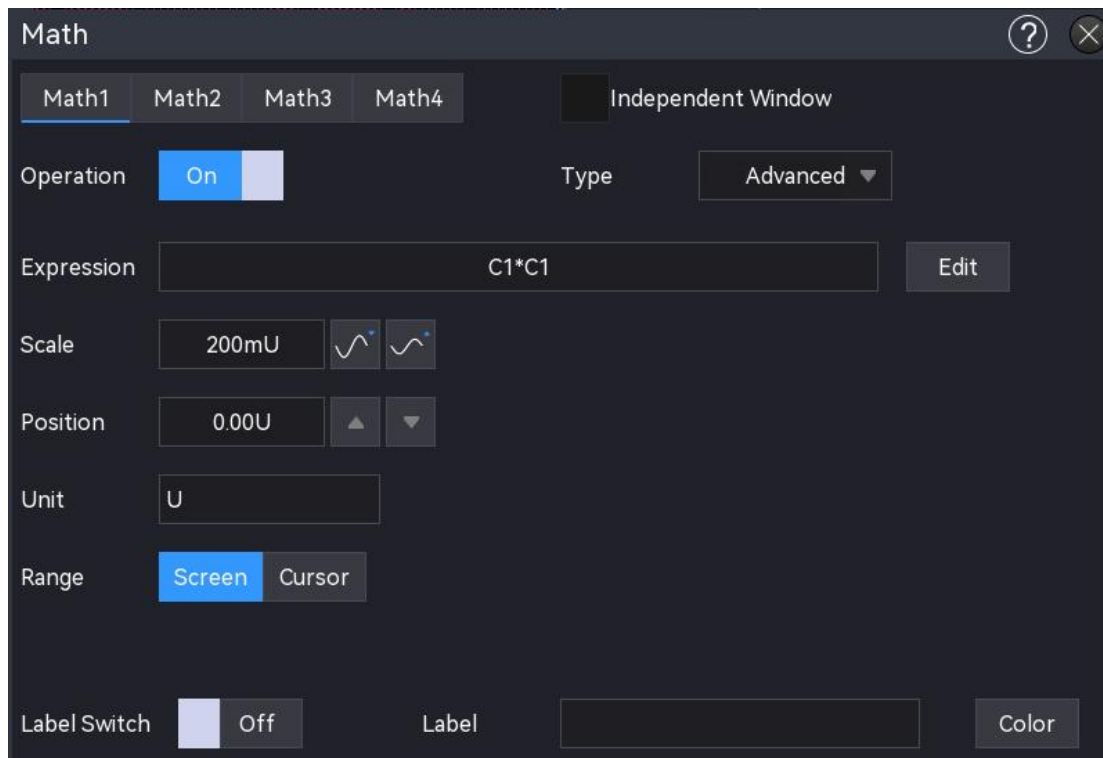 Math ?
Math1 Math2 Math3 Math4 Independent Window
Operation On Type Advanced
Expression C1*C1 Edit
Scale 200mU
Position 0.00U
Unit U
Range Screen Cursor
Label Switch Off Label Color